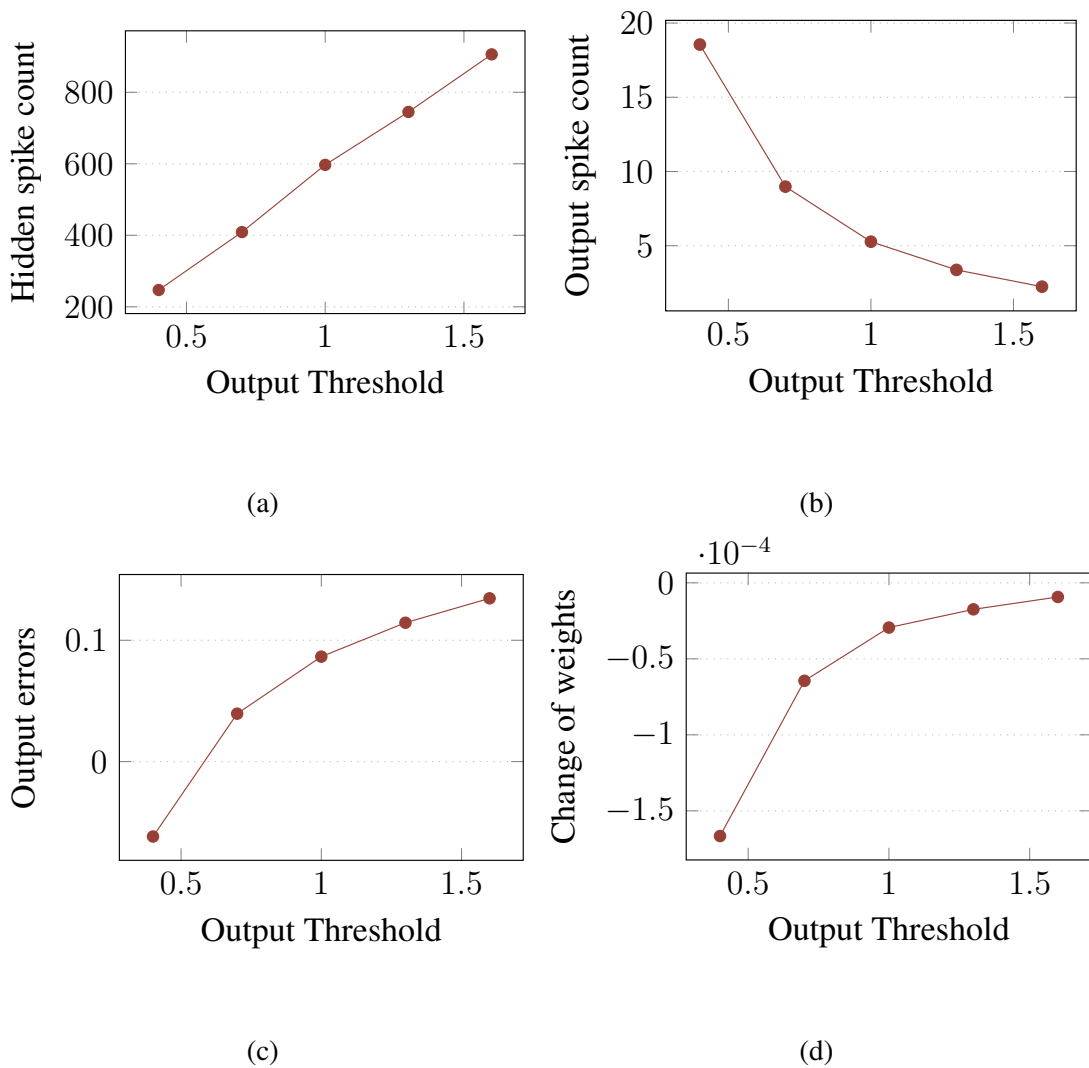 Hidden spike count
800
600
400
200
0.5 1 1.5
Output Threshold
(a)
Output spike count
20
15
10
5
0.5 1 1.5
Output Threshold
(b)
Output errors
0.1
0
0.5 1 1.5
Output Threshold
(c)
·10⁻⁴
Change of weights
0
−0.5
−1
−1.5
0.5 1 1.5
Output Threshold
(d)